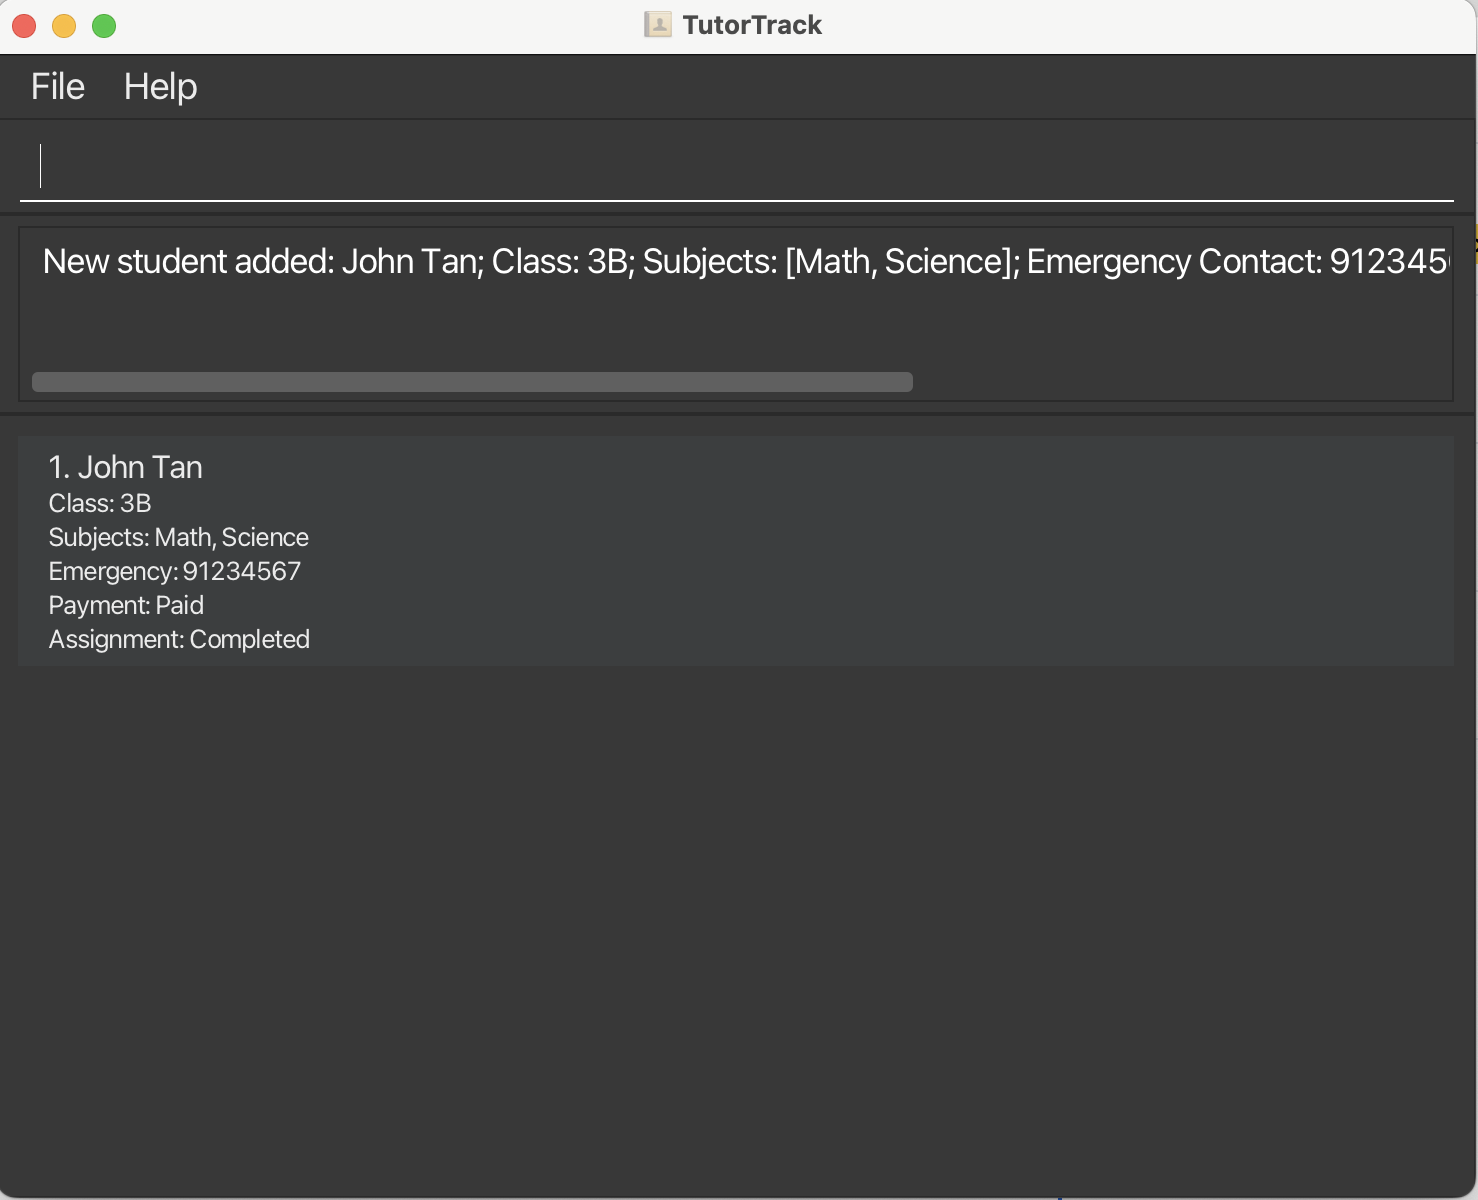 TutorTrack
File Help
New student added: John Tan; Class: 3B; Subjects: [Math, Science]; Emergency Contact: 912345
1. John Tan
Class: 3B
Subjects: Math, Science
Emergency: 91234567
Payment: Paid
Assignment: Completed